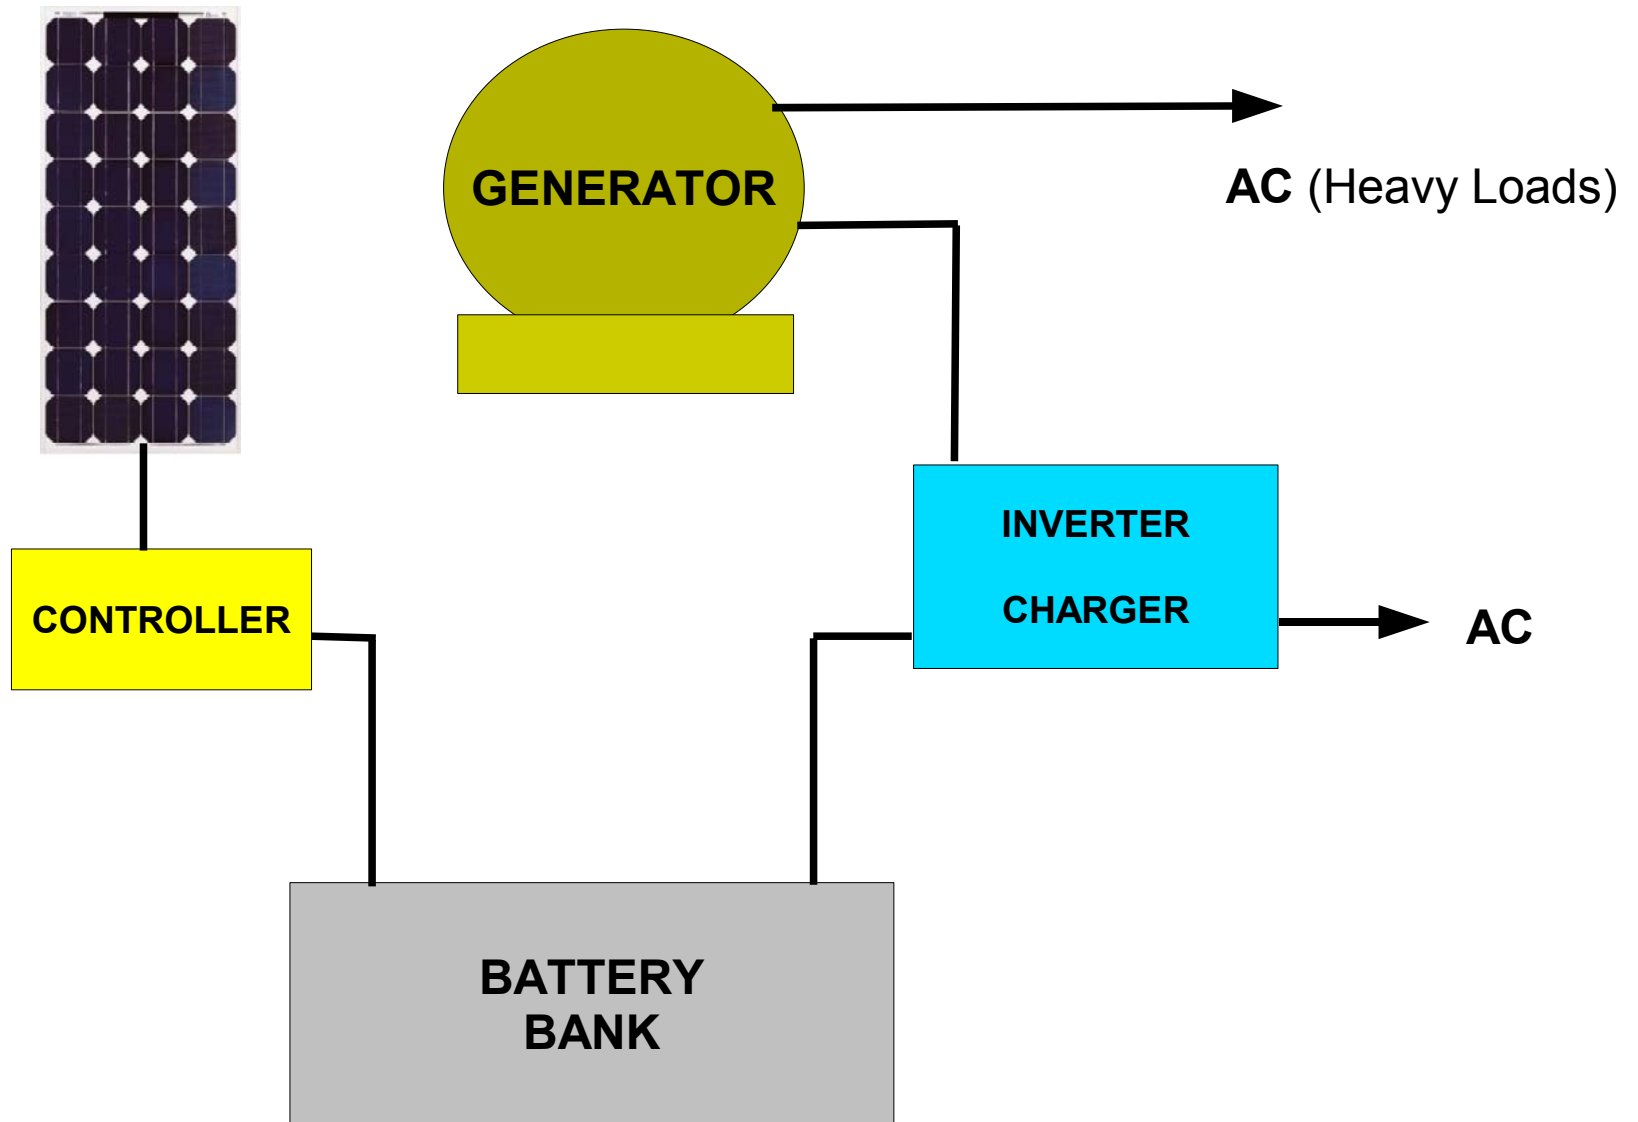 GENERATOR
AC (Heavy Loads)
INVERTER
CHARGER
CONTROLLER
AC
BATTERY
BANK